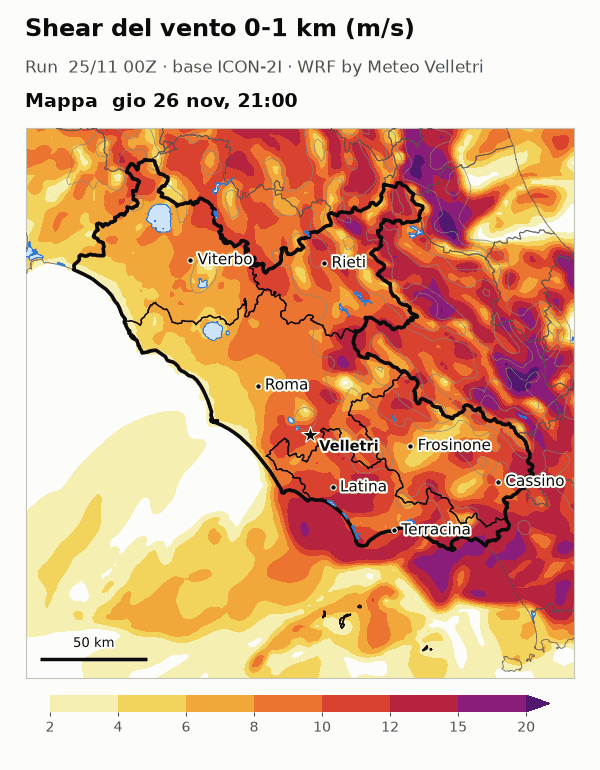 Shear del vento 0-1 km (m/s)
Run 25/11 00Z · base ICON-2I · WRF by Meteo Velletri
Mappa gio 26 nov, 21:00
Viterbo
Rieti
Roma
Velletri
Frosinone
Latina
Cassino
Terracina
50 km
2 4 6 8 10 12 15 20